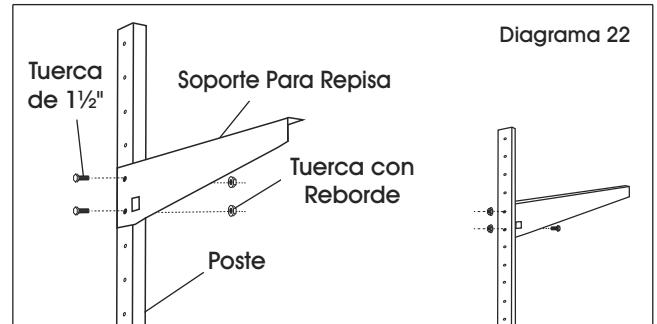 Diagrama 22
Tuerca
de 1½"
Soporte Para Repisa
Tuerca con
Reborde
Poste